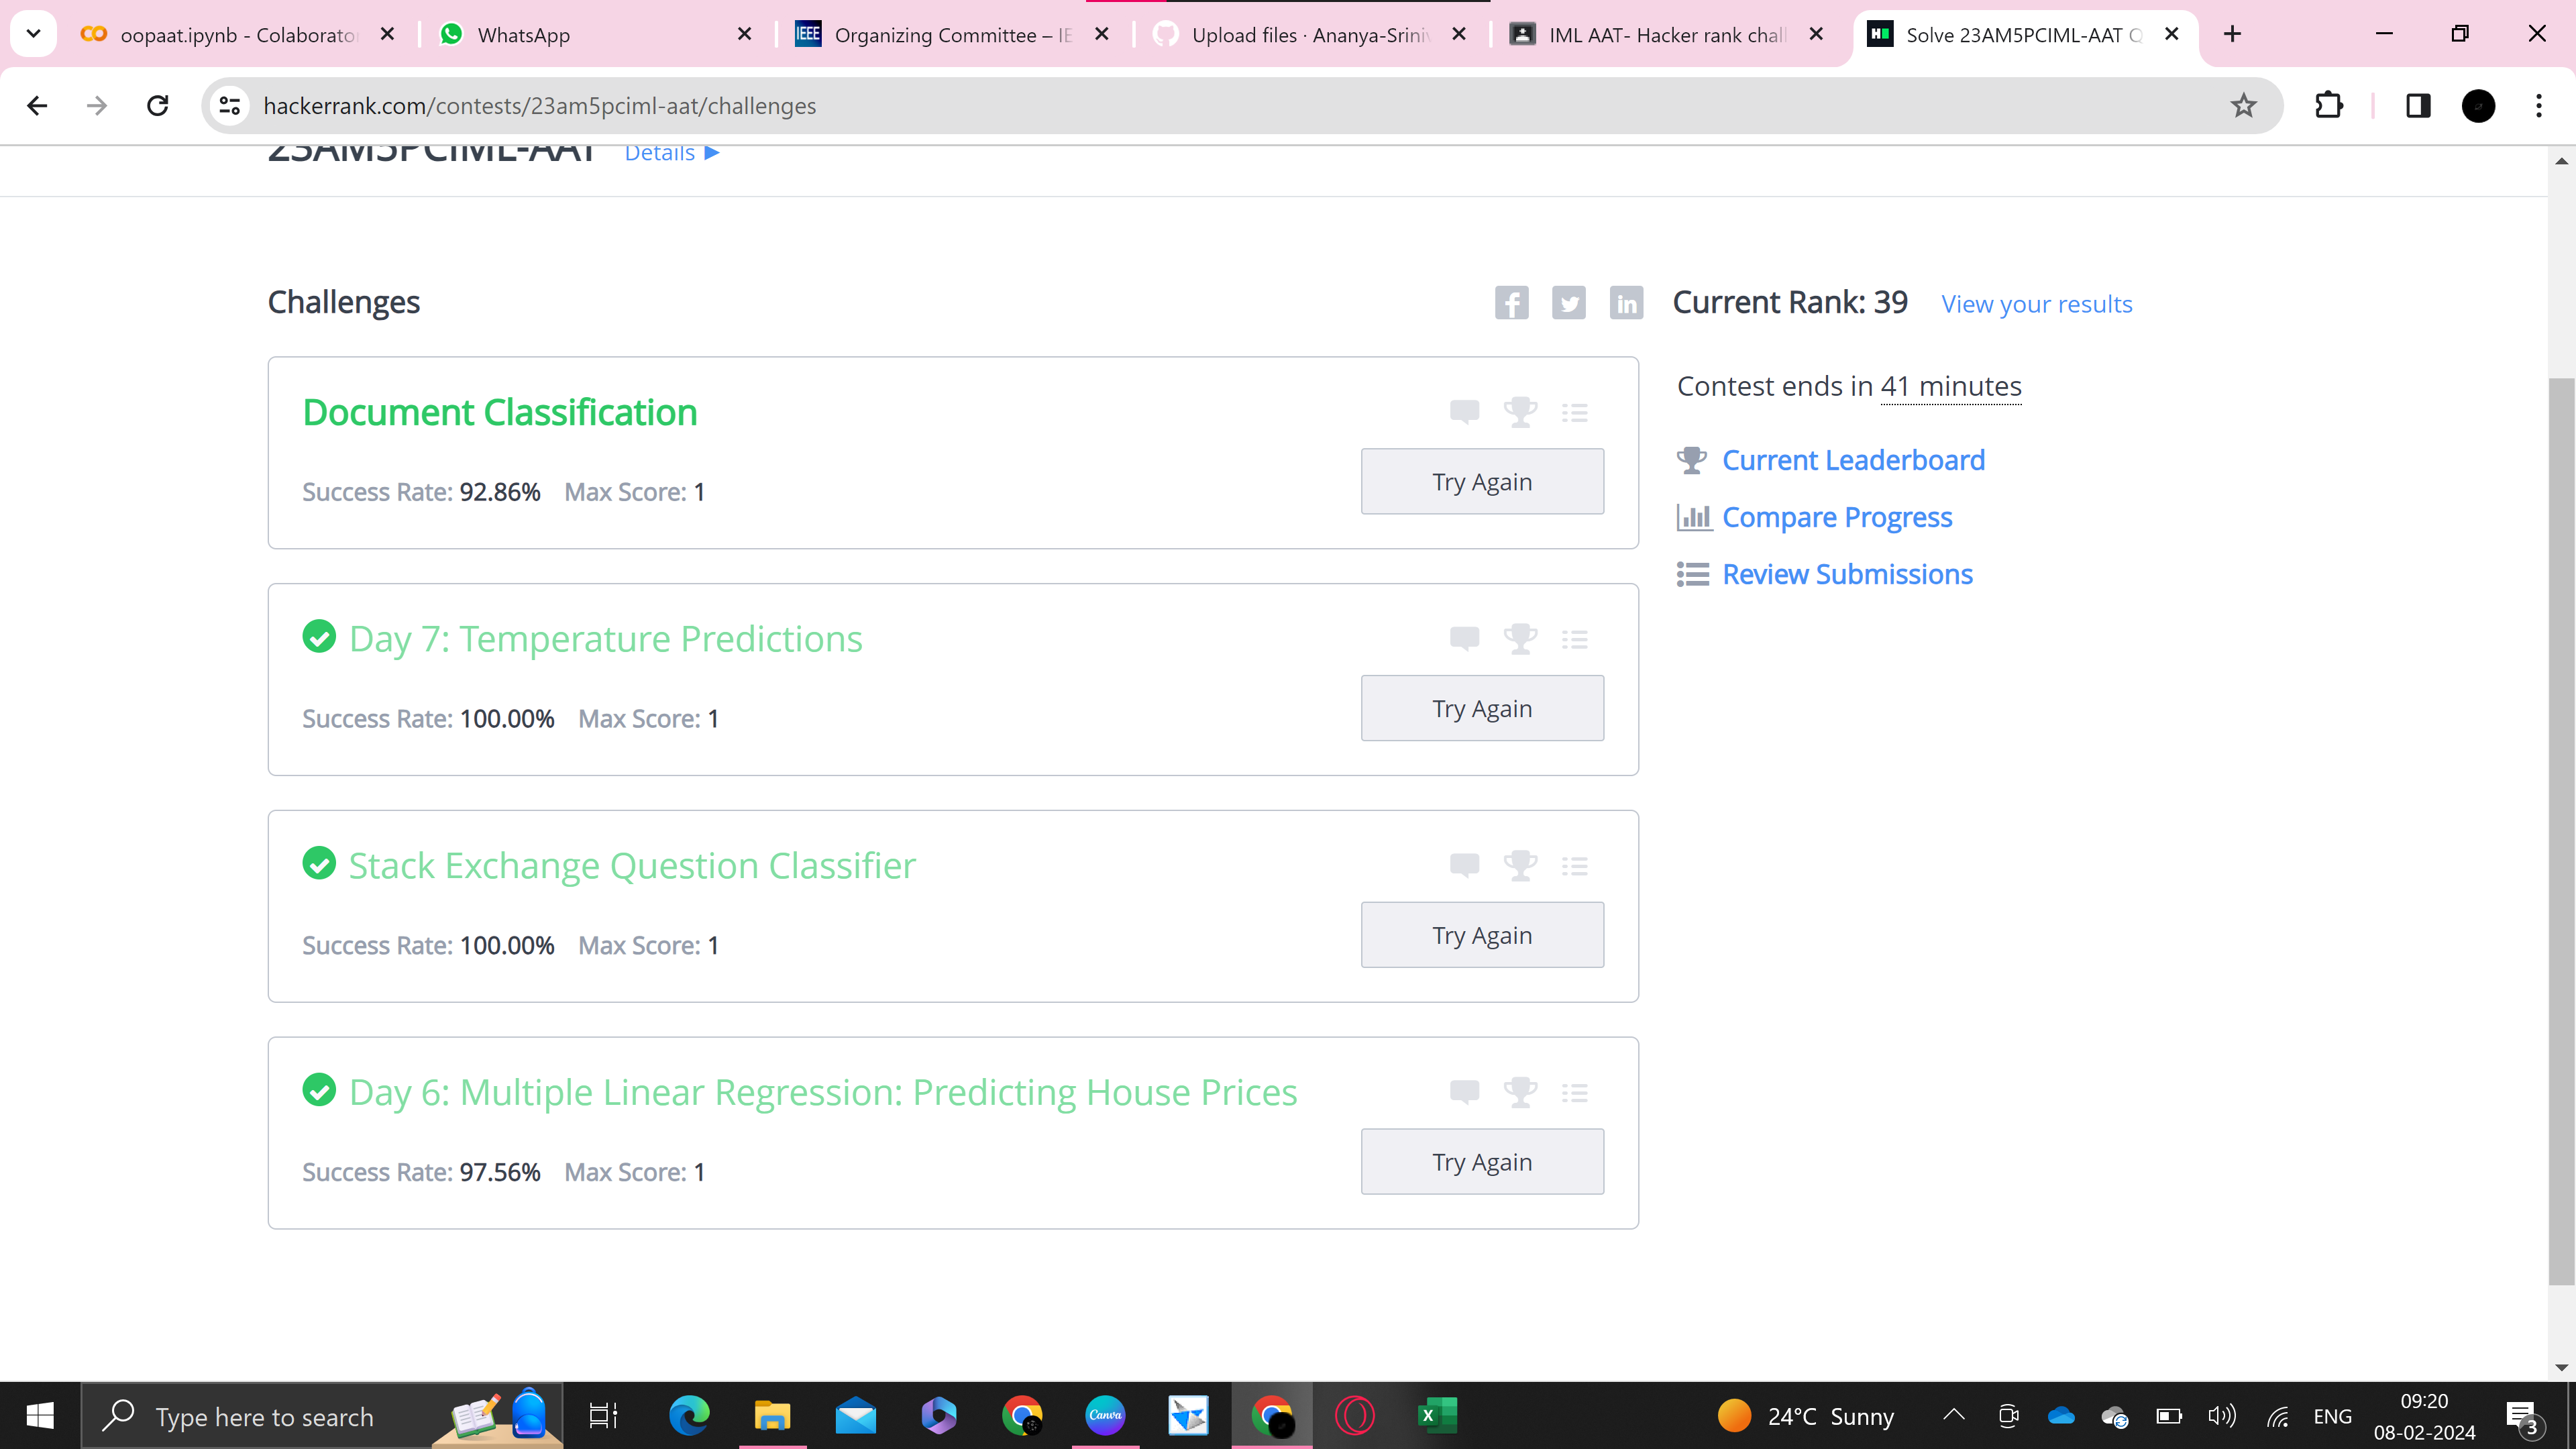 oopaat.ipynb - Colaborato
WhatsApp
IEEE
Organizing Committee – IE
Upload files · Ananya-Sriniv
IML AAT- Hacker rank chall
Solve 23AM5PCIML-AAT Q
hackerrank.com/contests/23am5pciml-aat/challenges
23AM5PCIML-AAT Details
Challenges
Current Rank: 39 View your results
Contest ends in 41 minutes
Current Leaderboard
Compare Progress
Review Submissions
Document Classification
Success Rate: 92.86% Max Score: 1
Try Again
Day 7: Temperature Predictions
Success Rate: 100.00% Max Score: 1
Try Again
Stack Exchange Question Classifier
Success Rate: 100.00% Max Score: 1
Try Again
Day 6: Multiple Linear Regression: Predicting House Prices
Success Rate: 97.56% Max Score: 1
Try Again
Type here to search
Canva
24°C Sunny
ENG
09:20
08-02-2024
3